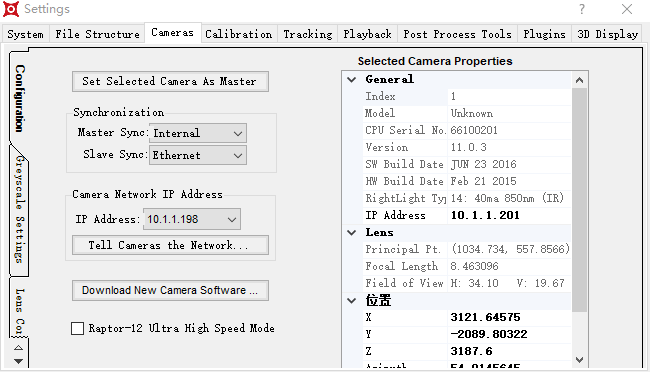 Settings
System File Structure Cameras Calibration Tracking Playback Post Process Tools Plugins 3D Display
Configuration
Greyscale Settings
Lens Cor
Set Selected Camera As Master
Synchronization
Master Sync: Internal
Slave Sync: Ethernet
Camera Network IP Address
IP Address: 10.1.1.198
Tell Cameras the Network...
Download New Camera Software ...
Raptor-12 Ultra High Speed Mode
Selected Camera Properties
General
Index 1
Model Unknown
CPU Serial No. 66100201
Version 11.0.3
SW Build Date JUN 23 2016
HW Build Date Feb 21 2015
RightLight Typ 14: 40ma 850nm (IR)
IP Address 10.1.1.201
Lens
Principal Pt. (1034.734, 557.8566)
Focal Length 8.463096
Field of View H: 34.10 V: 19.67
位置
X 3121.64575
Y -2089.80322
Z 3187.6